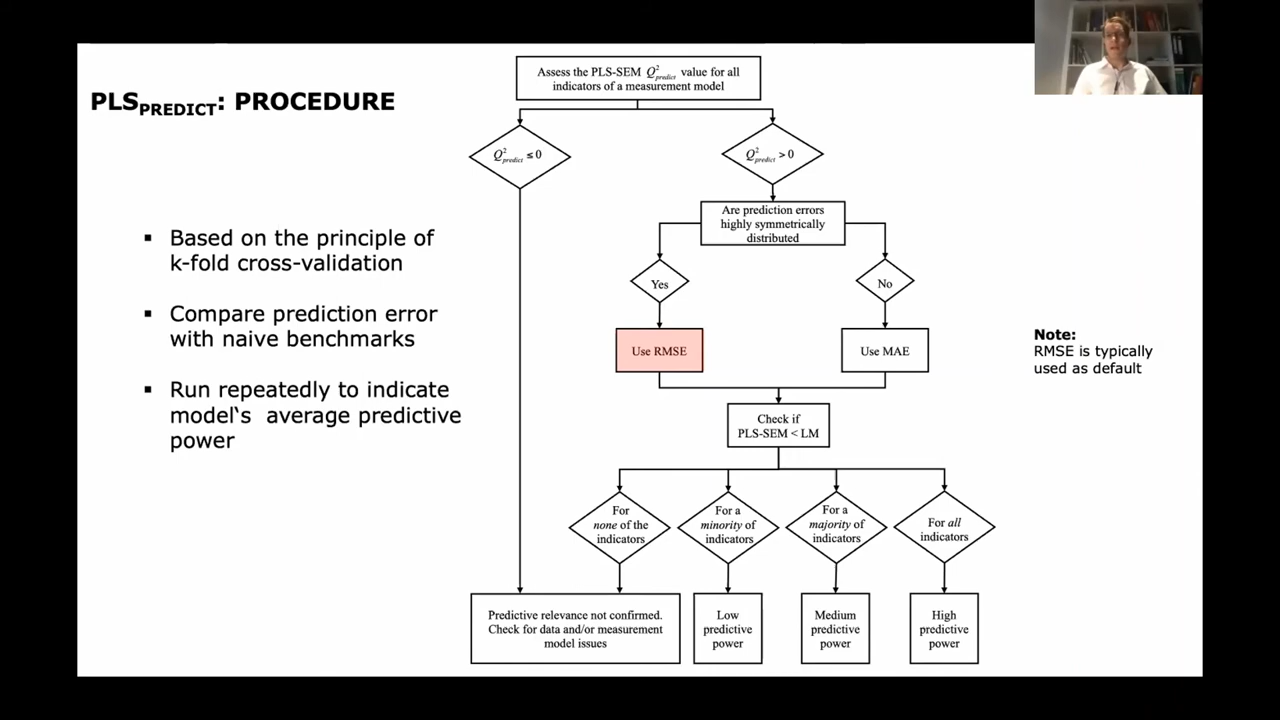 PLSPREDICT: PROCEDURE
▪ Based on the principle of
k-fold cross-validation
▪ Compare prediction error
with naive benchmarks
▪ Run repeatedly to indicate
model‘s average predictive
power
Assess the PLS-SEM Q²predict value for all
indicators of a measurement model
Q²predict ≤ 0
Q²predict > 0
Are prediction errors
highly symmetrically
distributed
Yes
No
Use RMSE
Use MAE
Note:
RMSE is typically
used as default
Check if
PLS-SEM < LM
For
none of the
indicators
For a
minority of
indicators
For a
majority of
indicators
For all
indicators
Predictive relevance not confirmed.
Check for data and/or measurement
model issues
Low
predictive
power
Medium
predictive
power
High
predictive
power